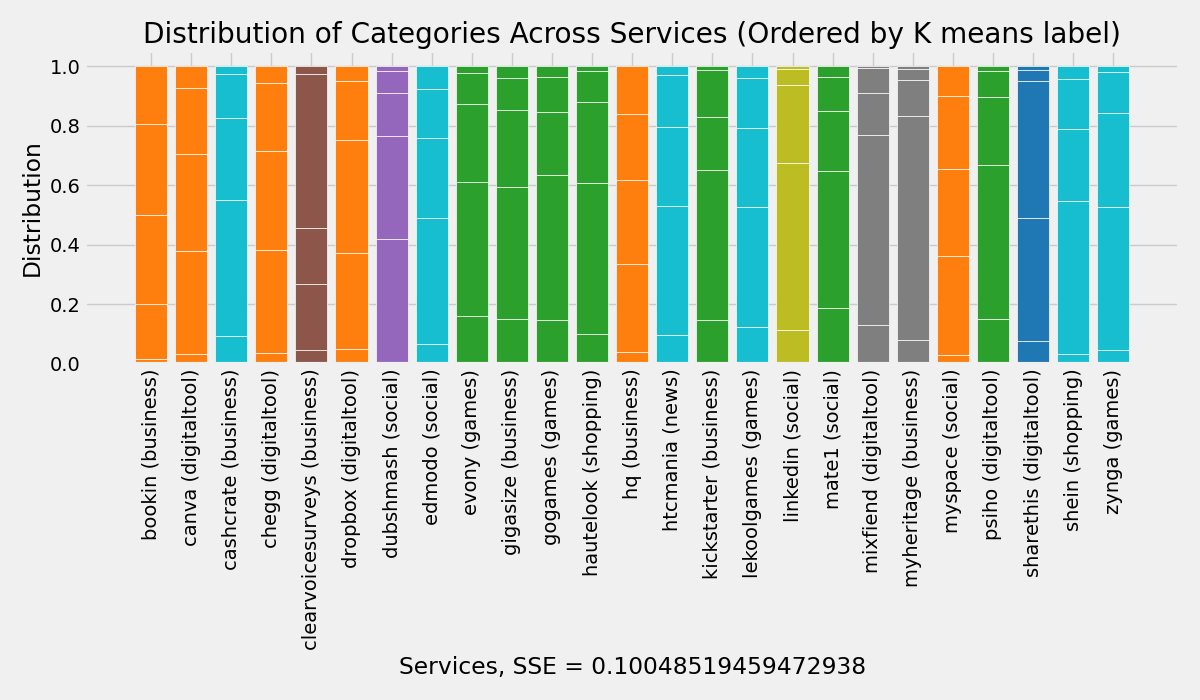 Distribution of Categories Across Services (Ordered by K means label)
Distribution
1.0
0.8
0.6
0.4
0.2
0.0
bookin (business)
canva (digitaltool)
cashcrate (business)
chegg (digitaltool)
clearvoicesurveys (business)
dropbox (digitaltool)
dubshmash (social)
edmodo (social)
evony (games)
gigasize (business)
gogames (games)
hautelook (shopping)
hq (business)
htcmania (news)
kickstarter (business)
lekoolgames (games)
linkedin (social)
mate1 (social)
mixfiend (digitaltool)
myheritage (business)
myspace (social)
psiho (digitaltool)
sharethis (digitaltool)
shein (shopping)
zynga (games)
Services, SSE = 0.10048519459472938